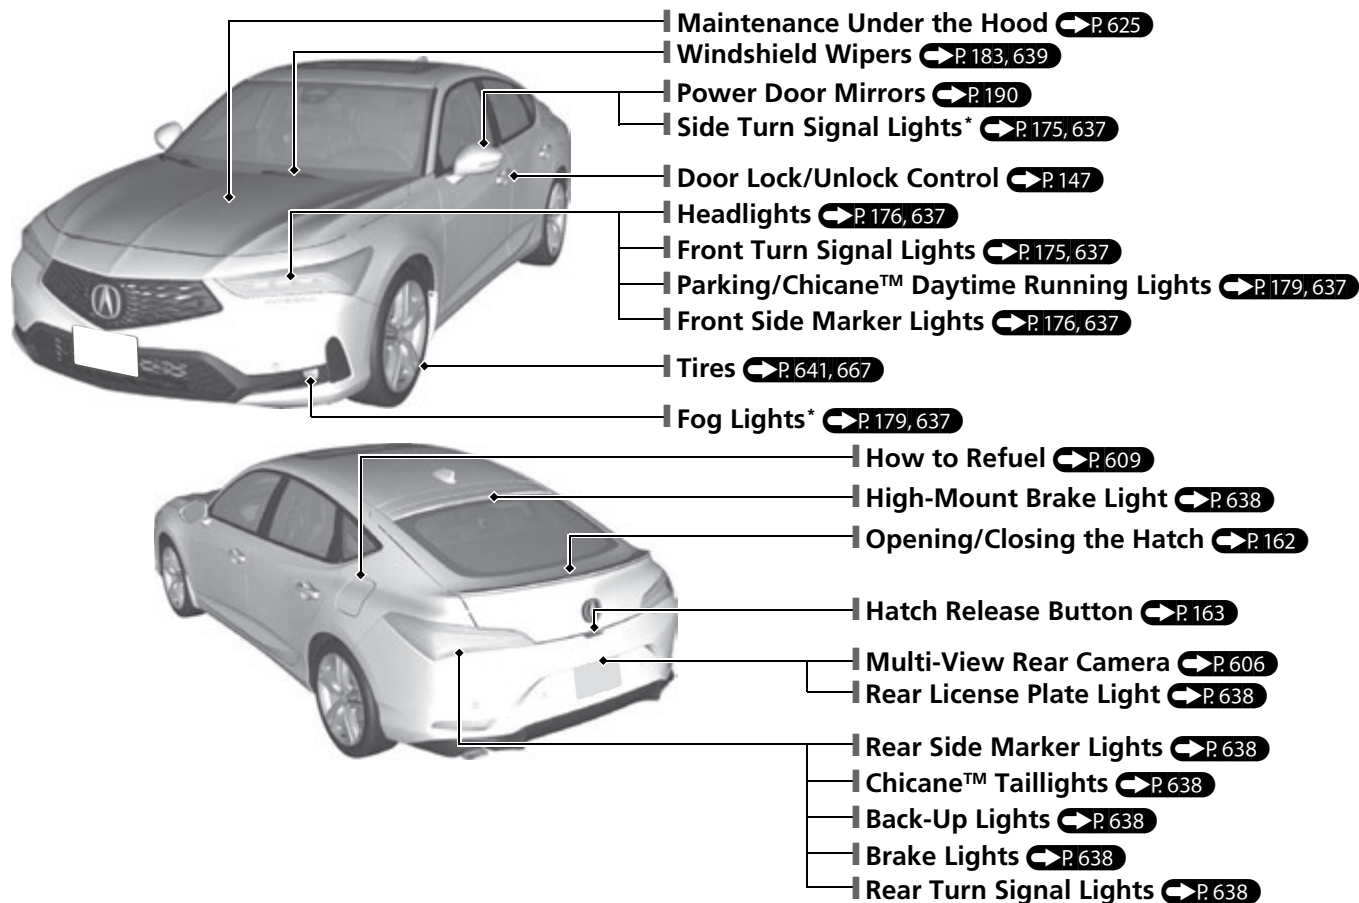 Maintenance Under the Hood P. 625
Windshield Wipers P. 183, 639
Power Door Mirrors P. 190
Side Turn Signal Lights* P. 175, 637
Door Lock/Unlock Control P. 147
Headlights P. 176, 637
Front Turn Signal Lights P. 175, 637
Parking/Chicane™ Daytime Running Lights P. 179, 637
Front Side Marker Lights P. 176, 637
Tires P. 641, 667
Fog Lights* P. 179, 637
How to Refuel P. 609
High-Mount Brake Light P. 638
Opening/Closing the Hatch P. 162
Hatch Release Button P. 163
Multi-View Rear Camera P. 606
Rear License Plate Light P. 638
Rear Side Marker Lights P. 638
Chicane™ Taillights P. 638
Back-Up Lights P. 638
Brake Lights P. 638
Rear Turn Signal Lights P. 638